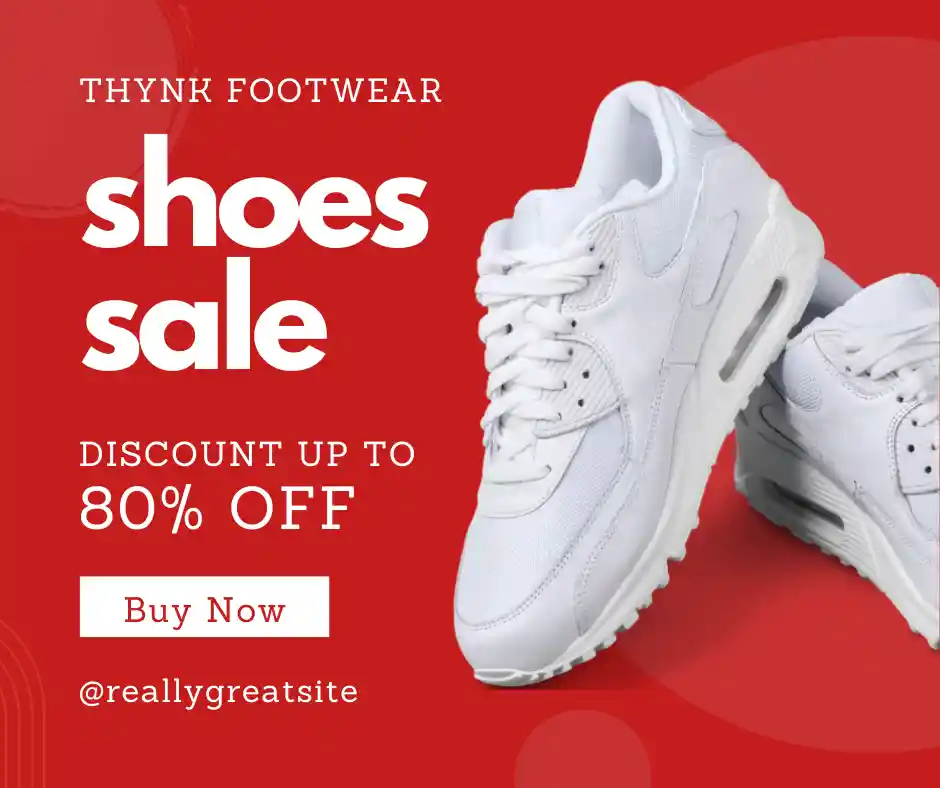 THYNK FOOTWEAR
shoes
sale
DISCOUNT UP TO
80% OFF
Buy Now
@reallygreatsite